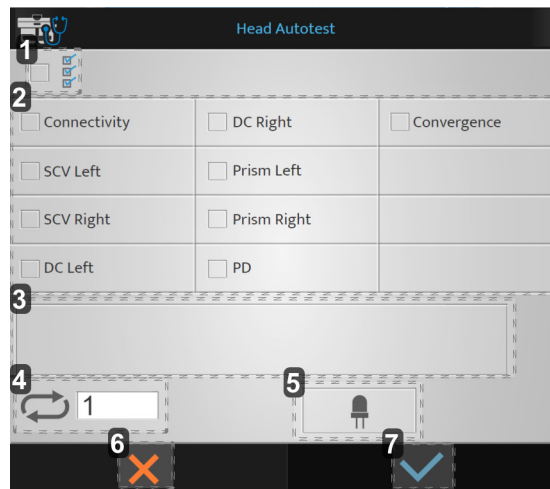 Head Autotest
1
2
Connectivity DC Right Convergence
SCV Left Prism Left
SCV Right Prism Right
DC Left PD
3
4 5
1
6 7